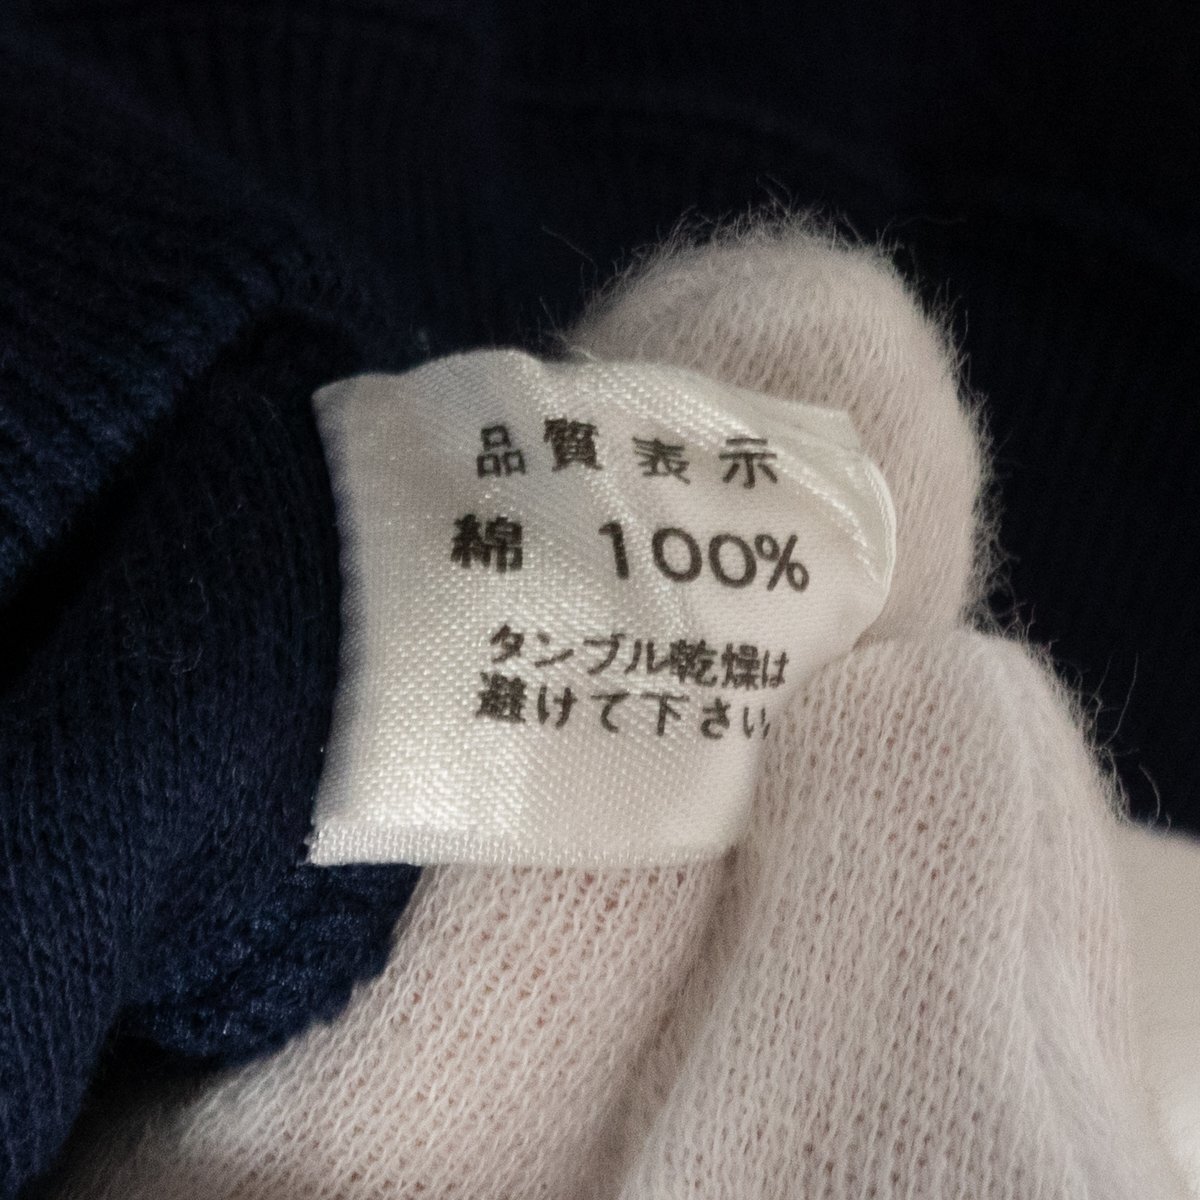 品質表示
綿 100%
タンブル乾燥は
避けて下さい